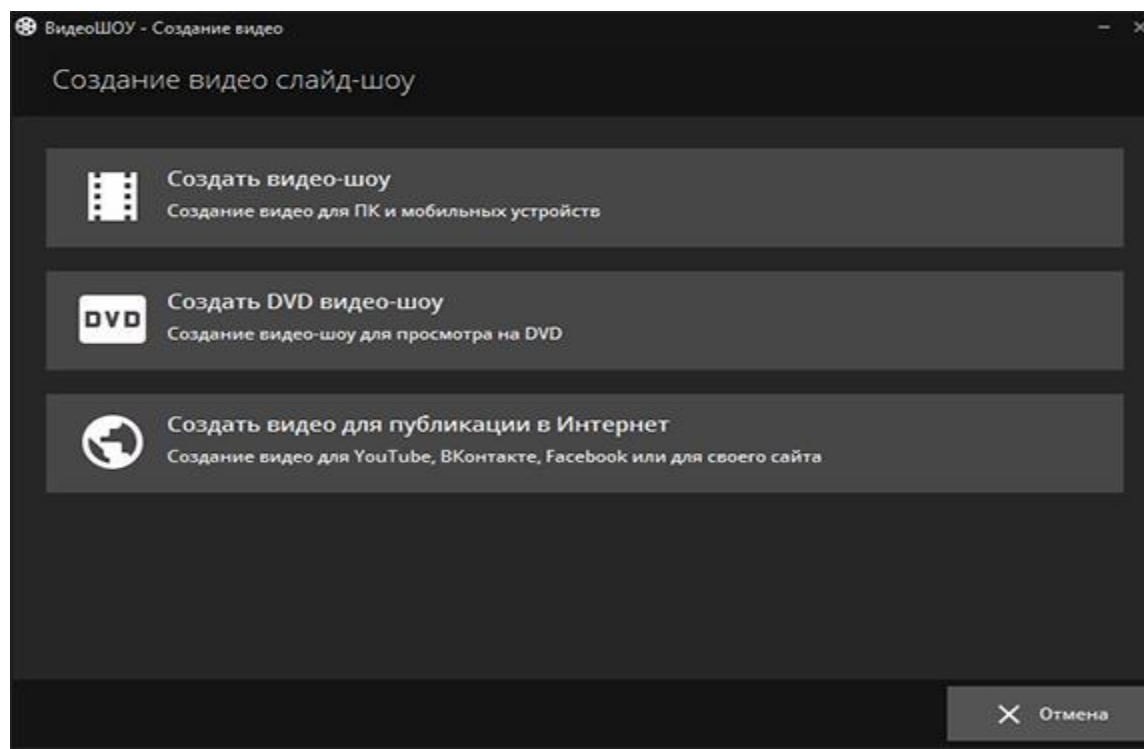 ВидеоШОУ - Создание видео
Создание видео слайд-шоу
Создать видео-шоу
Создание видео для ПК и мобильных устройств
DVD
Создать DVD видео-шоу
Создание видео-шоу для просмотра на DVD
Создать видео для публикации в Интернет
Создание видео для YouTube, ВКонтакте, Facebook или для своего сайта
Отмена